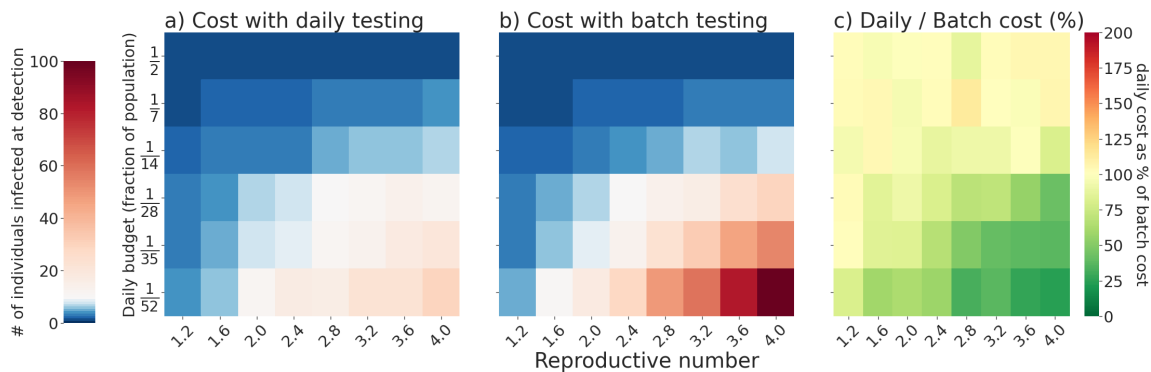 a) Cost with daily testing
b) Cost with batch testing
c) Daily / Batch cost (%)
# of individuals infected at detection
100
80
60
40
20
0
Daily budget (fraction of population)
1/2
1/7
1/14
1/28
1/35
1/52
1.2 1.6 2.0 2.4 2.8 3.2 3.6 4.0
1.2 1.6 2.0 2.4 2.8 3.2 3.6 4.0
1.2 1.6 2.0 2.4 2.8 3.2 3.6 4.0
Reproductive number
200
175
150
125
100
75
50
25
0
daily cost as % of batch cost